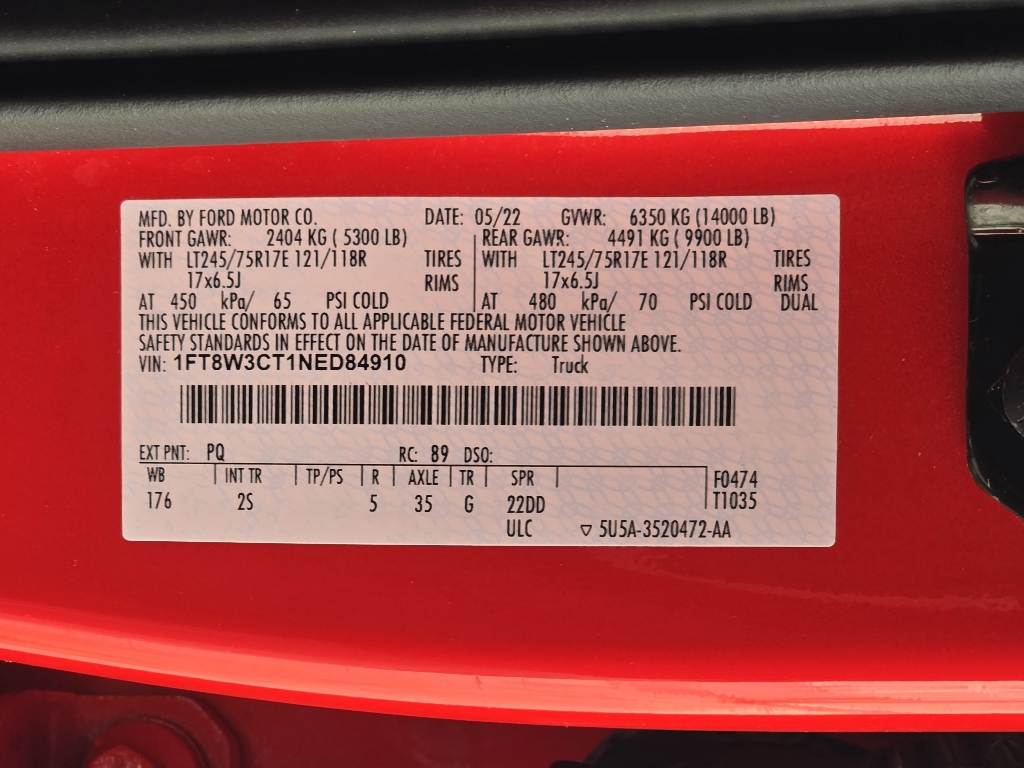 MFD. BY FORD MOTOR CO. DATE: 05/22 GVWR: 6350 KG (14000 LB)
FRONT GAWR: 2404 KG ( 5300 LB) REAR GAWR: 4491 KG ( 9900 LB)
WITH LT245/75R17E 121/118R TIRES WITH LT245/75R17E 121/118R TIRES
17x6.5J RIMS 17x6.5J RIMS
AT 450 kPa/ 65 PSI COLD AT 480 kPa/ 70 PSI COLD DUAL
THIS VEHICLE CONFORMS TO ALL APPLICABLE FEDERAL MOTOR VEHICLE
SAFETY STANDARDS IN EFFECT ON THE DATE OF MANUFACTURE SHOWN ABOVE.
VIN: 1FT8W3CT1NED84910 TYPE: Truck
EXT PNT: PQ RC: 89 DSO:
WB INT TR TP/PS R AXLE TR SPR F0474
176 2S 5 35 G 22DD T1035
ULC ▽ 5U5A-3520472-AA